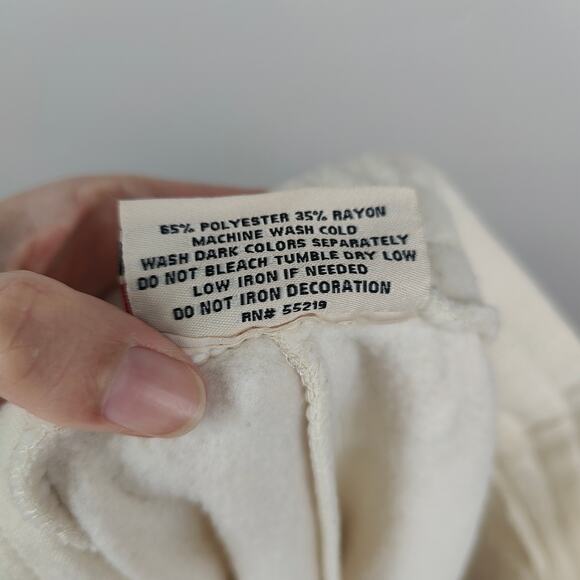 65% POLYESTER 35% RAYON
MACHINE WASH COLD
WASH DARK COLORS SEPARATELY
DO NOT BLEACH TUMBLE DRY LOW
LOW IRON IF NEEDED
DO NOT IRON DECORATION
RN# 55219